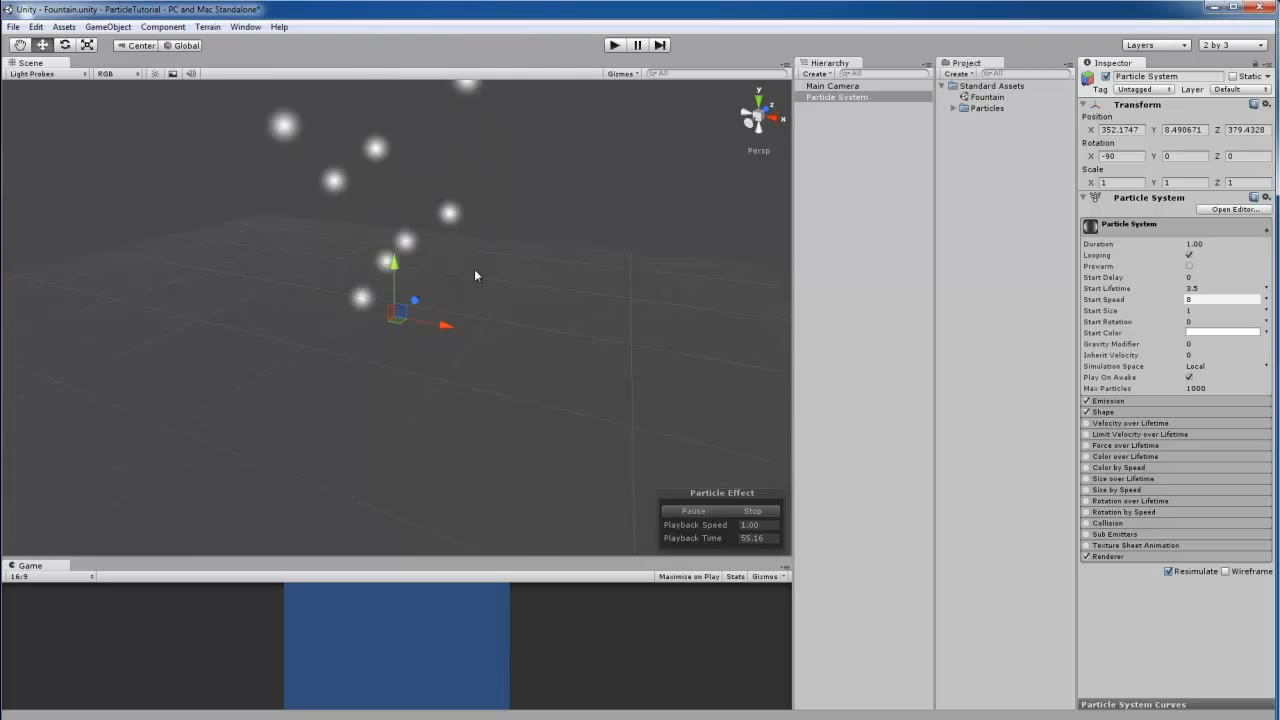 Unity - Fountain.unity - ParticleTutorial - PC and Mac Standalone*
File Edit Assets GameObject Component Terrain Window Help
Center Global Layers 2 by 3
Scene
Light Probes RGB Gizmos All
y
z
x
Persp
Particle Effect
Pause Stop
Playback Speed 1.00
Playback Time 55.16
Game
16:9 Maximize on Play Stats Gizmos
Hierarchy
Create All
Main Camera
Particle System
Project
Create All
Standard Assets
Fountain
Particles
Inspector
Particle System Static
Tag Untagged Layer Default
Transform
Position
X 352.1747 Y 8.490671 Z 379.4328
Rotation
X -90 Y 0 Z 0
Scale
X 1 Y 1 Z 1
Particle System
Open Editor...
Particle System
Duration 1.00
Looping
Prewarm
Start Delay 0
Start Lifetime 3.5
Start Speed 8
Start Size 1
Start Rotation 0
Start Color
Gravity Modifier 0
Inherit Velocity 0
Simulation Space Local
Play On Awake
Max Particles 1000
Emission
Shape
Velocity over Lifetime
Limit Velocity over Lifetime
Force over Lifetime
Color over Lifetime
Color by Speed
Size over Lifetime
Size by Speed
Rotation over Lifetime
Rotation by Speed
Collision
Sub Emitters
Texture Sheet Animation
Renderer
Resimulate Wireframe
Particle System Curves